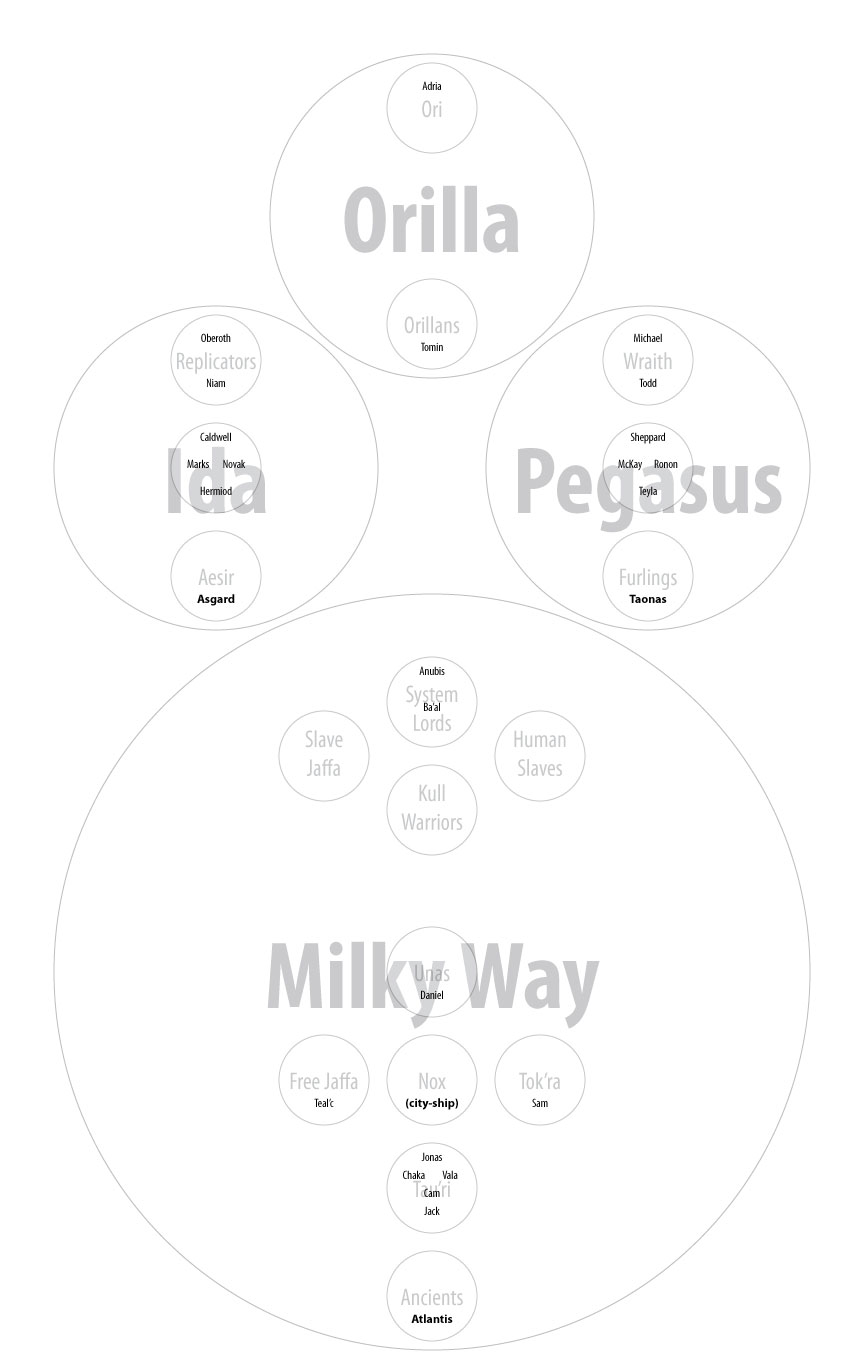 Adria
Ori
Orilla
Orillans
Tomin
Oberoth
Replicators
Niam
Caldwell
Marks Novak
Ida
Hermiod
Aesir
Asgard
Michael
Wraith
Todd
Sheppard
McKay Ronon
Pegasus
Teyla
Furlings
Taonas
Anubis
System
Ba'al
Lords
Slave
Jaffa
Human
Slaves
Kull
Warriors
Milky Way
Unas
Daniel
Free Jaffa
Teal'c
Nox
(city-ship)
Tok'ra
Sam
Jonas
Chaka Vala
Tau'ri
Cam
Jack
Ancients
Atlantis